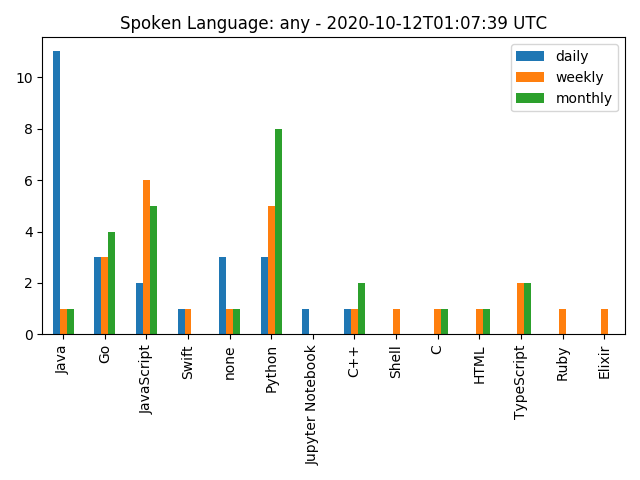 Spoken Language: any - 2020-10-12T01:07:39 UTC
daily
weekly
monthly
10
8
6
4
2
0
Java
Go
JavaScript
Swift
none
Python
Jupyter Notebook
C++
Shell
C
HTML
TypeScript
Ruby
Elixir